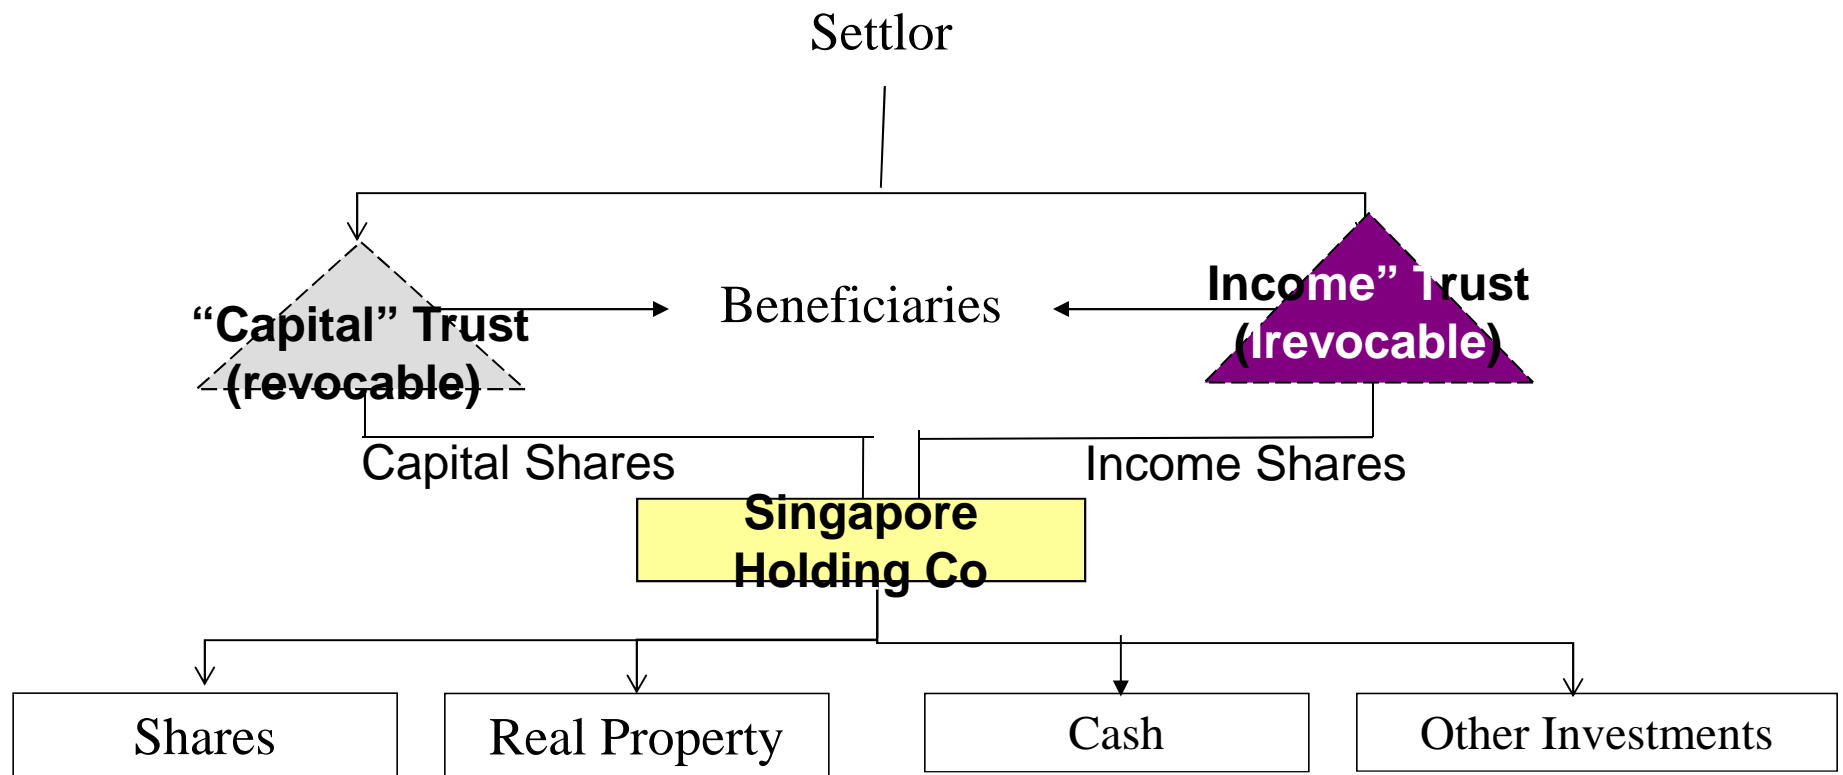 Settlor
“Capital” Trust
(revocable)
Beneficiaries
Income” Trust
(Irevocable)
Capital Shares
Income Shares
Singapore
Holding Co
Shares
Real Property
Cash
Other Investments